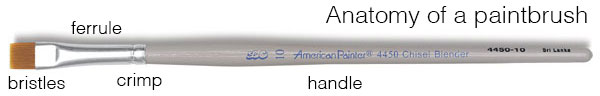 Anatomy of a paintbrush
ferrule
10 American Painter® 4450 Chisel Blender 4450-10 Sri Lanka
bristles
crimp
handle